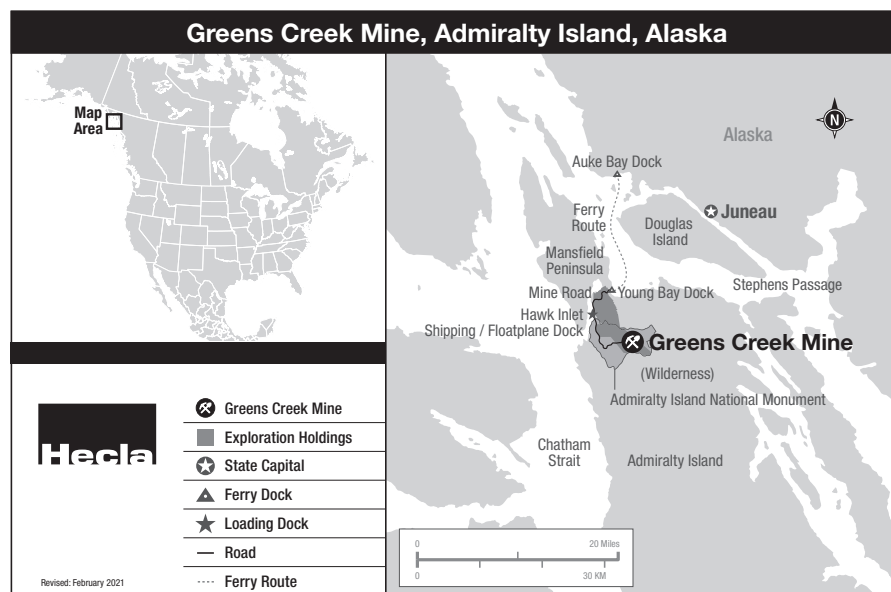 Greens Creek Mine, Admiralty Island, Alaska
Map
Area
N
Alaska
Auke Bay Dock
Juneau
Ferry
Route
Douglas
Island
Mansfield
Peninsula
Stephens Passage
Mine Road
Young Bay Dock
Hawk Inlet
Shipping / Floatplane Dock
Greens Creek Mine
(Wilderness)
Admiralty Island National Monument
Chatham
Strait
Admiralty Island
0
20 Miles
0
30 KM
Hecla
Greens Creek Mine
Exploration Holdings
State Capital
Ferry Dock
Loading Dock
Road
Ferry Route
Revised: February 2021